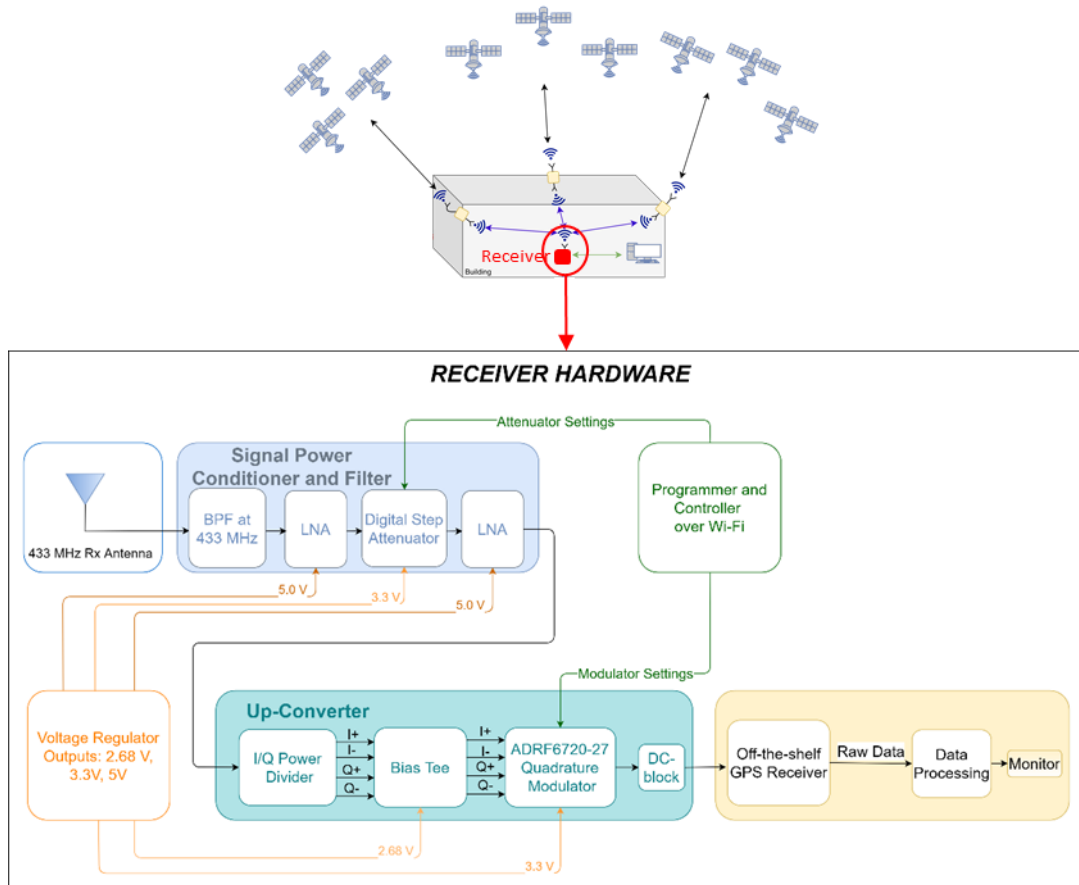 Receiver
Building
RECEIVER HARDWARE
Attenuator Settings
Signal Power
Conditioner and Filter
433 MHz Rx Antenna
BPF at
433 MHz
LNA
Digital Step
Attenuator
LNA
Programmer and
Controller
over Wi-Fi
5.0 V
3.3 V
5.0 V
Modulator Settings
Voltage Regulator
Outputs: 2.68 V,
3.3V, 5V
Up-Converter
I/Q Power
Divider
I+
I-
Q+
Q-
Bias Tee
I+
I-
Q+
Q-
ADRF6720-27
Quadrature
Modulator
DC-
block
Off-the-shelf
GPS Receiver
Raw Data
Data
Processing
Monitor
2.68 V
3.3 V